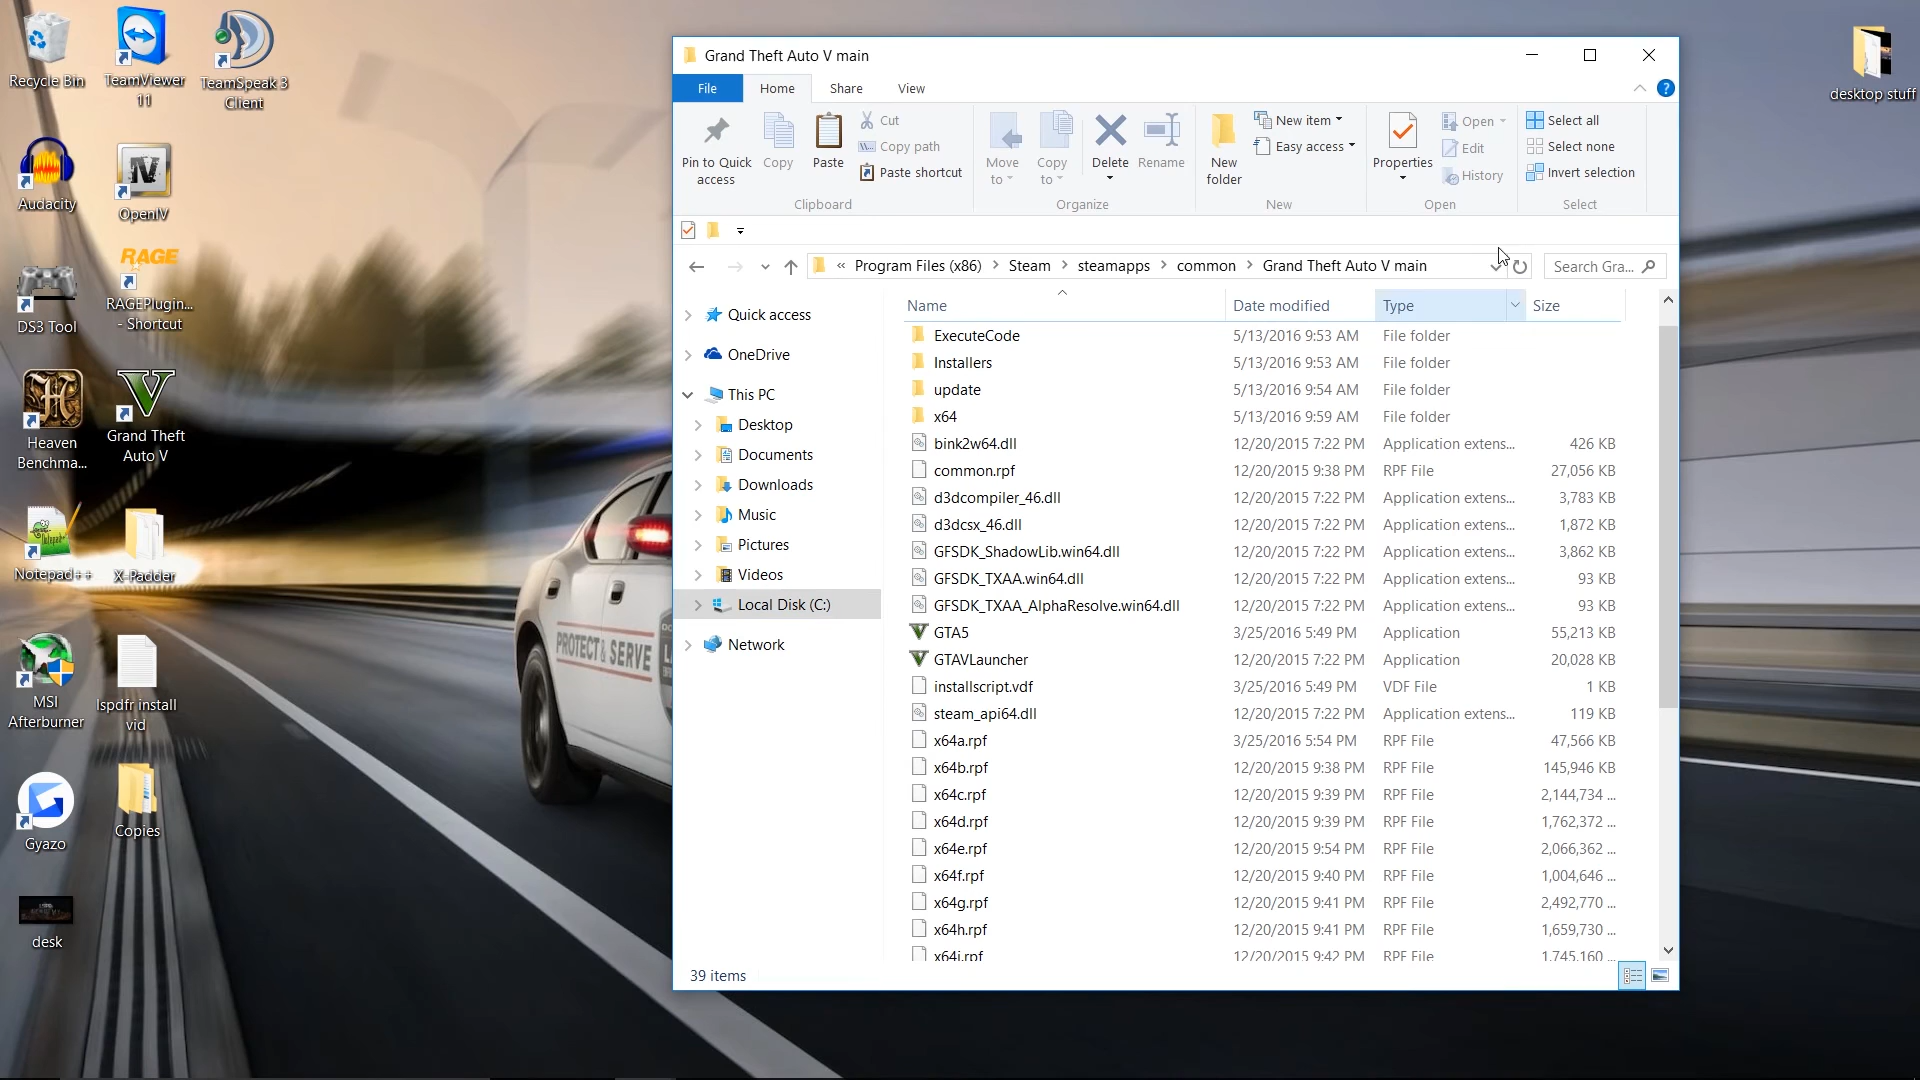 Recycle Bin
TeamViewer
11
TeamSpeak 3
Client
Audacity
IV
OpenIV
DS3 Tool
RAGE
RAGEPlugin...
- Shortcut
Heaven
Benchma...
Grand Theft
Auto V
Notepad++
X-Padder
MSI
Afterburner
lspdfr install
vid
Gyazo
Copies
desk
desktop stuff
PROTECT & SERVE
Grand Theft Auto V main
File
Home
Share
View
Pin to Quick
access
Copy
Paste
Cut
Copy path
Paste shortcut
Clipboard
Move
to
Copy
to
Delete
Rename
Organize
New
folder
New item
Easy access
New
Properties
Open
Edit
History
Open
Select all
Select none
Invert selection
Select
« Program Files (x86) > Steam > steamapps > common > Grand Theft Auto V main
Search Gra...
Quick access
OneDrive
This PC
Desktop
Documents
Downloads
Music
Pictures
Videos
Local Disk (C:)
Network
Name Date modified Type Size
ExecuteCode 5/13/2016 9:53 AM File folder
Installers 5/13/2016 9:53 AM File folder
update 5/13/2016 9:54 AM File folder
x64 5/13/2016 9:59 AM File folder
bink2w64.dll 12/20/2015 7:22 PM Application extens... 426 KB
common.rpf 12/20/2015 9:38 PM RPF File 27,056 KB
d3dcompiler_46.dll 12/20/2015 7:22 PM Application extens... 3,783 KB
d3dcsx_46.dll 12/20/2015 7:22 PM Application extens... 1,872 KB
GFSDK_ShadowLib.win64.dll 12/20/2015 7:22 PM Application extens... 3,862 KB
GFSDK_TXAA.win64.dll 12/20/2015 7:22 PM Application extens... 93 KB
GFSDK_TXAA_AlphaResolve.win64.dll 12/20/2015 7:22 PM Application extens... 93 KB
GTA5 3/25/2016 5:49 PM Application 55,213 KB
GTAVLauncher 12/20/2015 7:22 PM Application 20,028 KB
installscript.vdf 3/25/2016 5:49 PM VDF File 1 KB
steam_api64.dll 12/20/2015 7:22 PM Application extens... 119 KB
x64a.rpf 3/25/2016 5:54 PM RPF File 47,566 KB
x64b.rpf 12/20/2015 9:38 PM RPF File 145,946 KB
x64c.rpf 12/20/2015 9:39 PM RPF File 2,144,734 ...
x64d.rpf 12/20/2015 9:39 PM RPF File 1,762,372 ...
x64e.rpf 12/20/2015 9:54 PM RPF File 2,066,362 ...
x64f.rpf 12/20/2015 9:40 PM RPF File 1,004,646 ...
x64g.rpf 12/20/2015 9:41 PM RPF File 2,492,770 ...
x64h.rpf 12/20/2015 9:41 PM RPF File 1,659,730 ...
x64i.rpf 12/20/2015 9:42 PM RPF File 1,745,160 ...
39 items